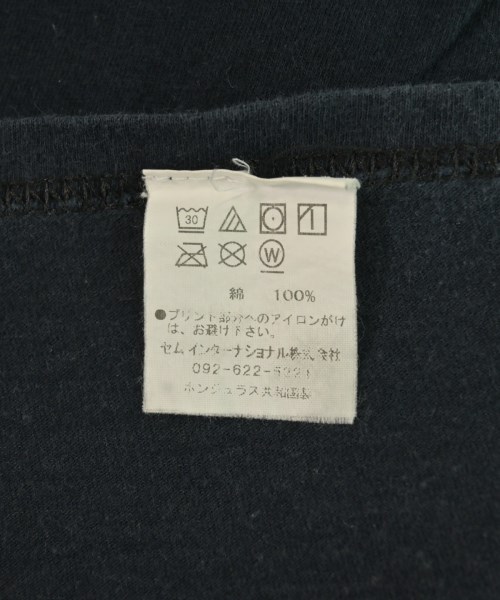 30
W
綿 100%
●プリント部分へのアイロンがけ
は、お避け下さい。
セムインターナショナル株式会社
092-622-5221
ホンジュラス共和国製